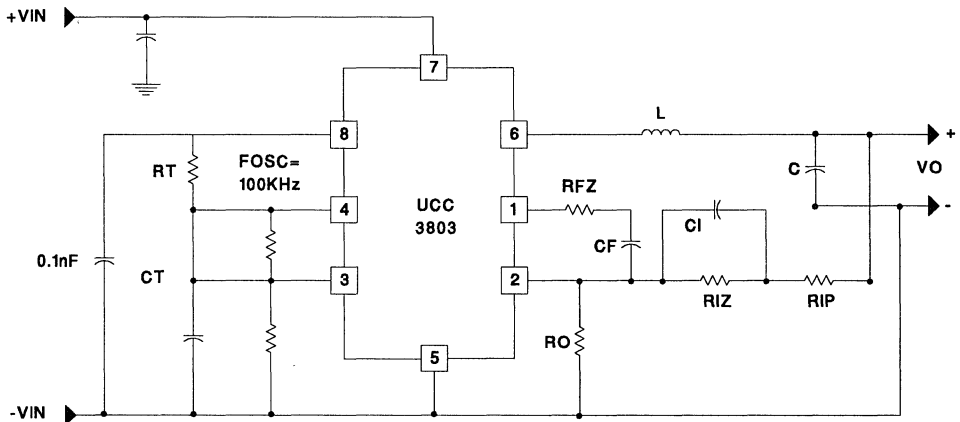 +VIN
7
8
6
L
+
RT
FOSC=
100KHz
C
VO
RFZ
-
4
UCC
3803
1
CI
0.1nF
CT
3
2
CF
RIZ
RIP
RO
5
-VIN